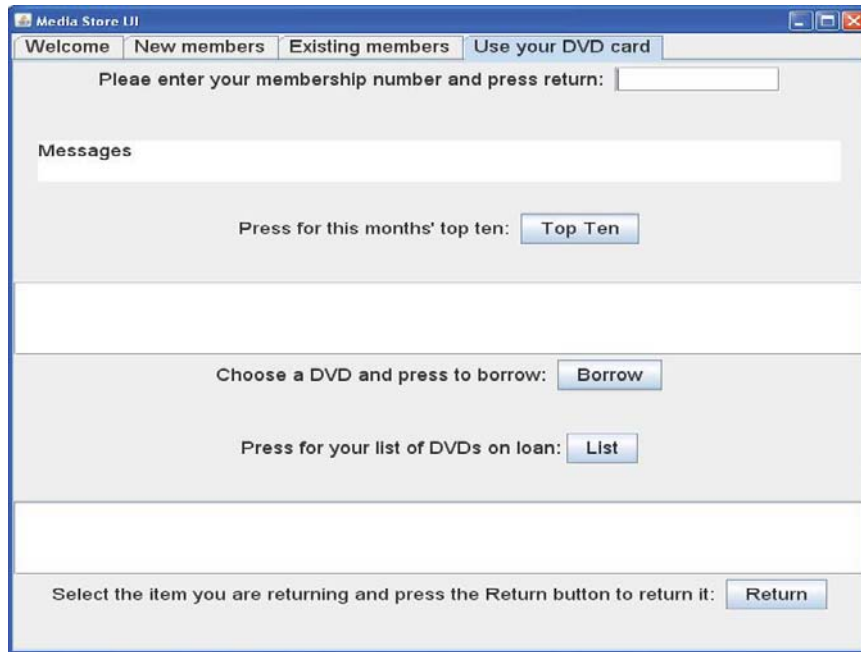 Media Store UI
Welcome New members Existing members Use your DVD card
Pleae enter your membership number and press return:
Messages
Press for this months' top ten: Top Ten
Choose a DVD and press to borrow: Borrow
Press for your list of DVDs on loan: List
Select the item you are returning and press the Return button to return it: Return